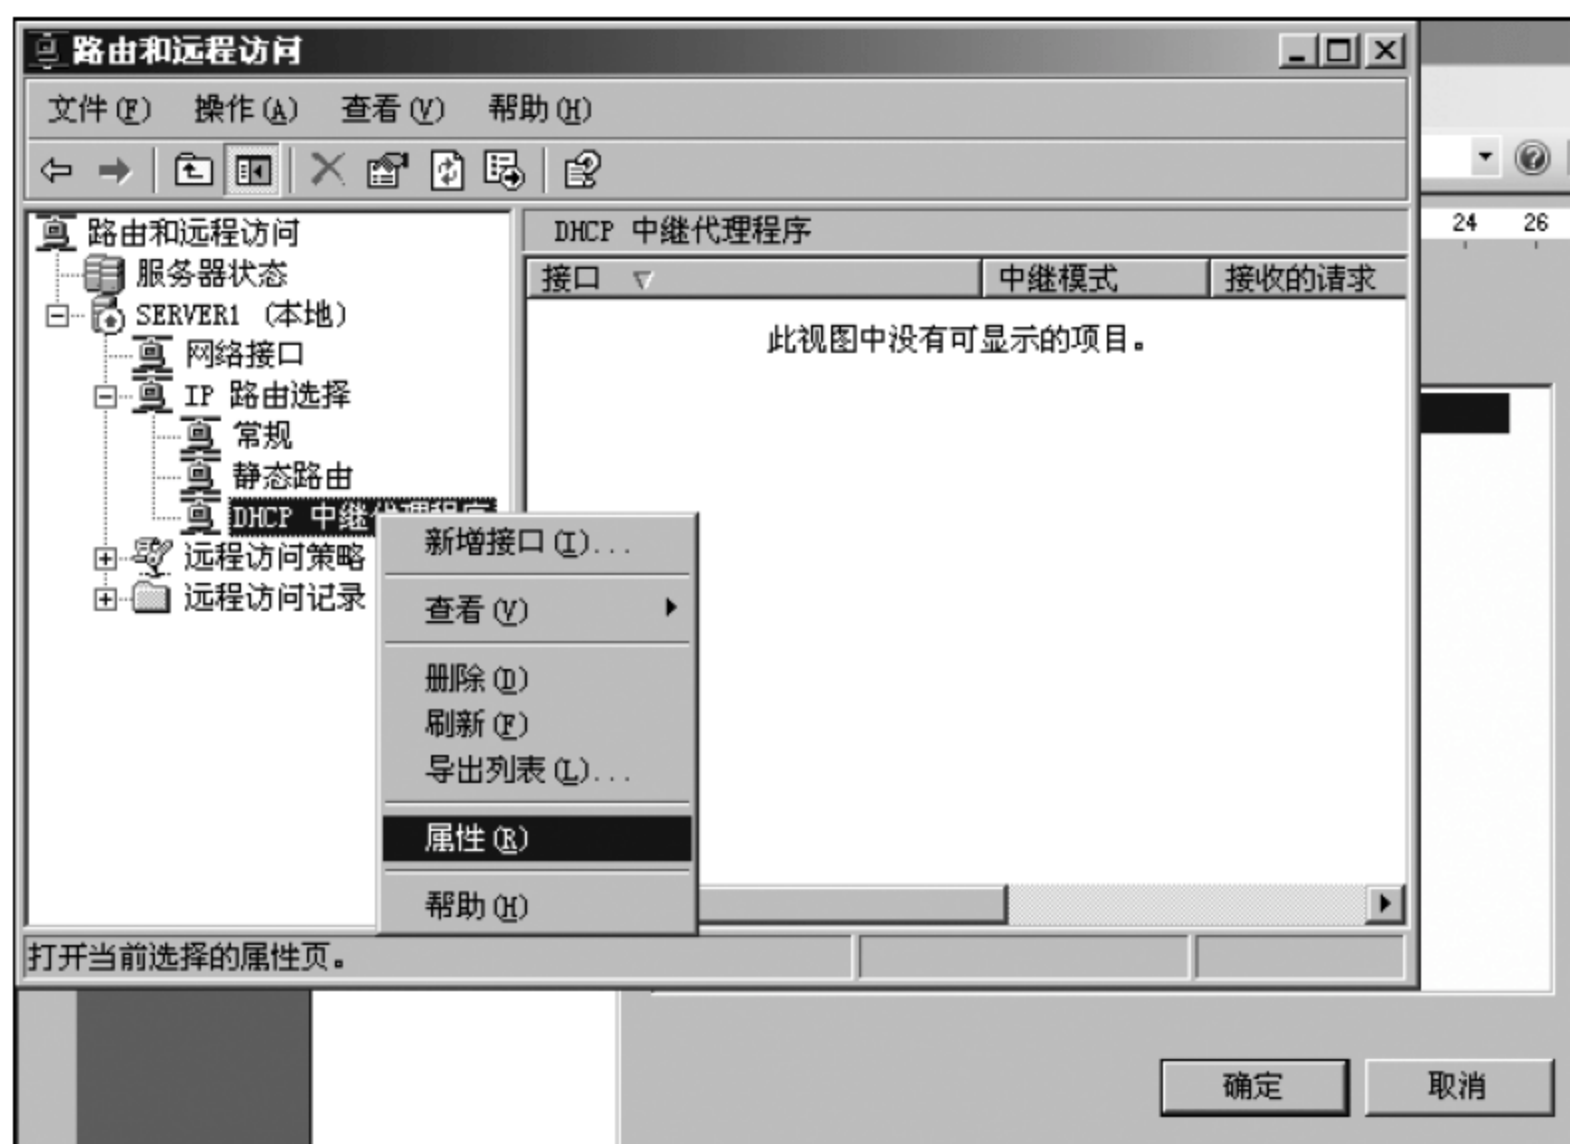 路由和远程访问
文件(F) 操作(A) 查看(V) 帮助(H)
路由和远程访问
服务器状态
SERVER1 (本地)
网络接口
IP 路由选择
常规
静态路由
DHCP 中继代理程序
远程访问策略
远程访问记录
DHCP 中继代理程序
接口 中继模式 接收的请求
此视图中没有可显示的项目。
新增接口(I)...
查看(V)
删除(D)
刷新(F)
导出列表(L)...
属性(R)
帮助(H)
打开当前选择的属性页。
24 26
确定 取消